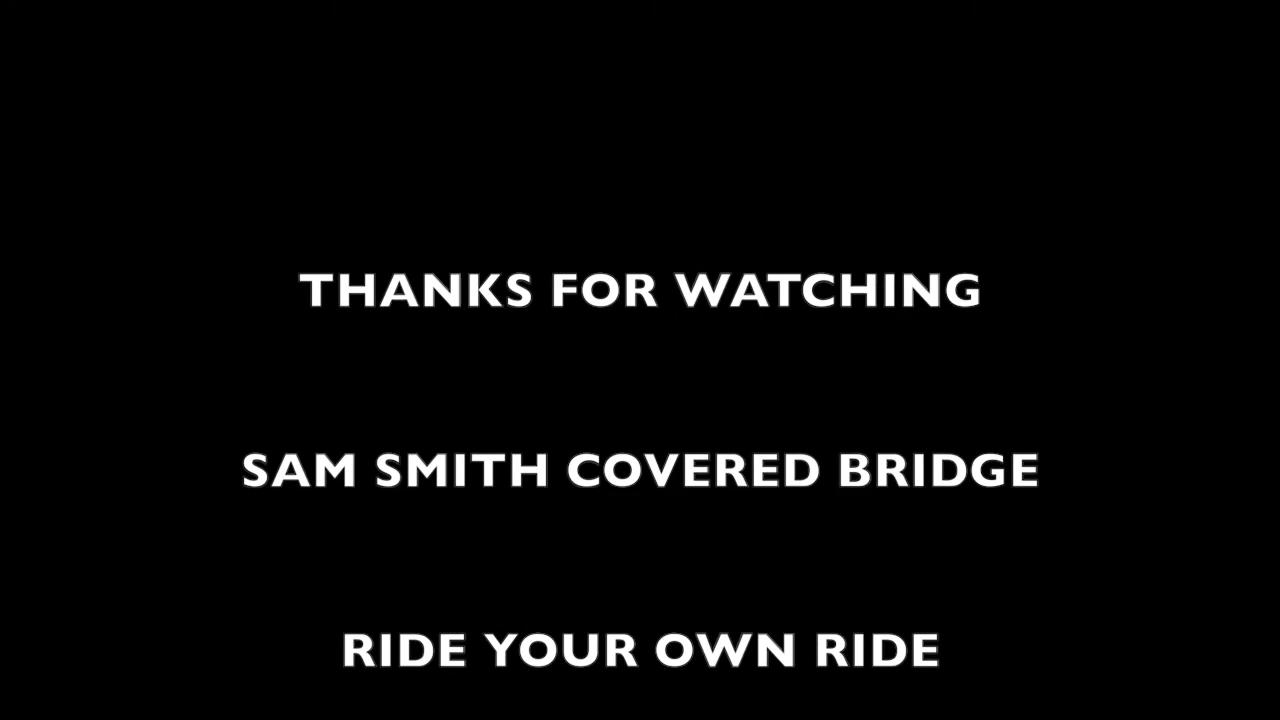 THANKS FOR WATCHING
SAM SMITH COVERED BRIDGE
RIDE YOUR OWN RIDE